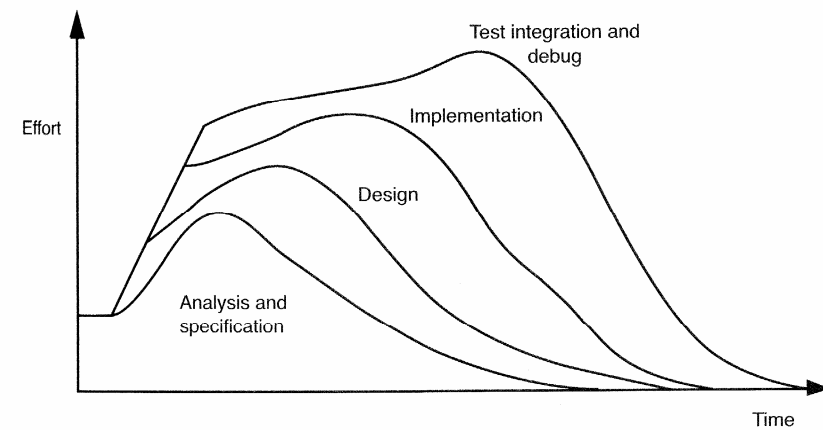 Test integration and
debug
Effort
Implementation
Design
Analysis and
specification
Time